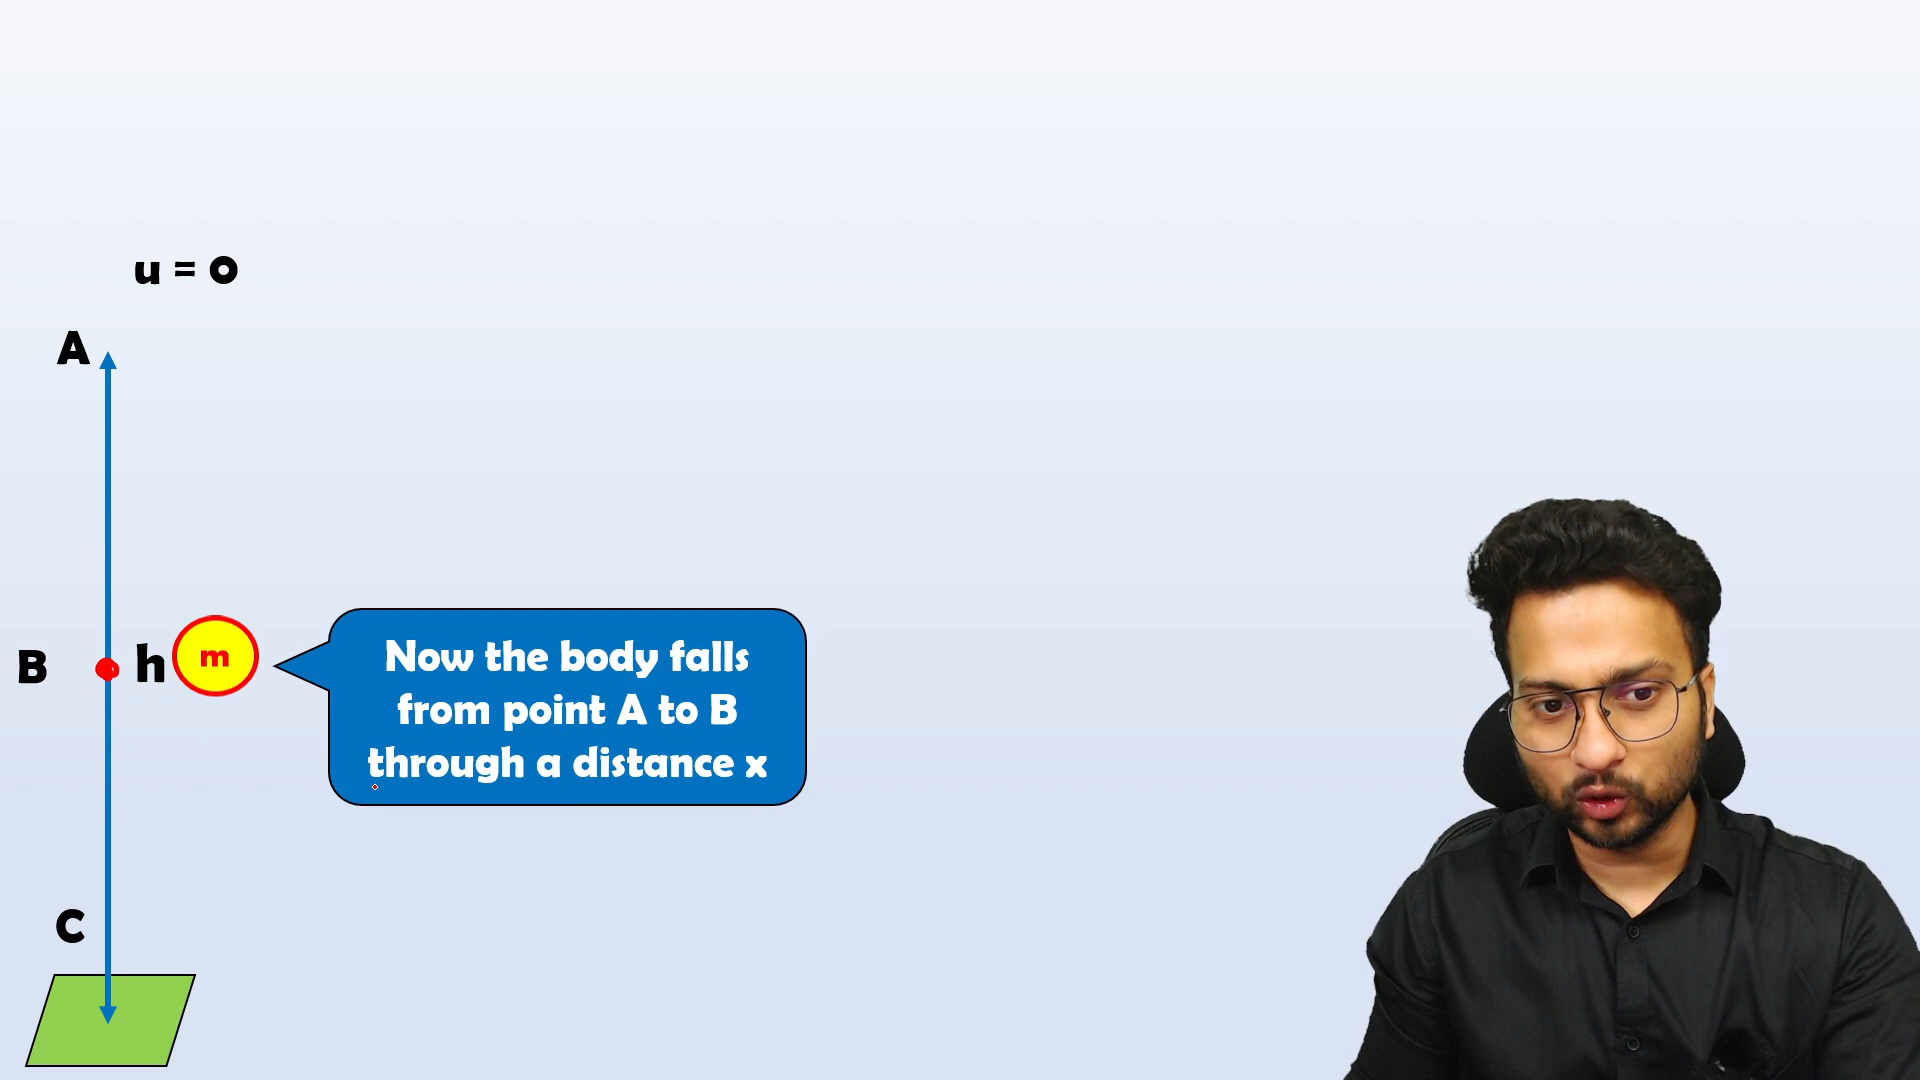 u = 0
A
B
h
m
Now the body falls
from point A to B
through a distance x
C